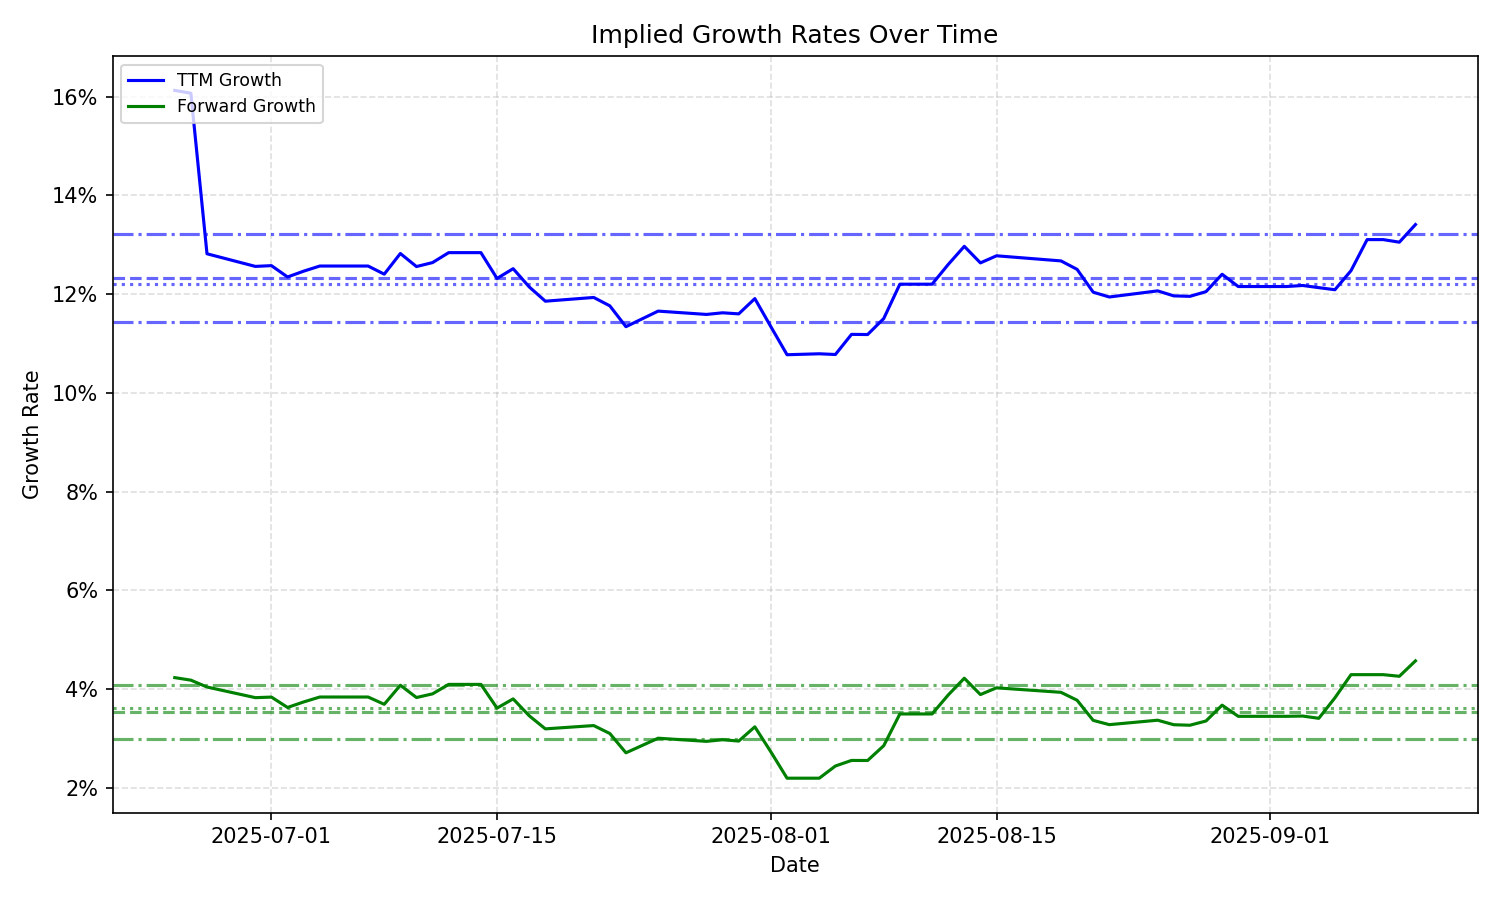 Implied Growth Rates Over Time
TTM Growth
Forward Growth
16%
14%
12%
10%
8%
6%
4%
2%
Growth Rate
2025-07-01
2025-07-15
2025-08-01
2025-08-15
2025-09-01
Date